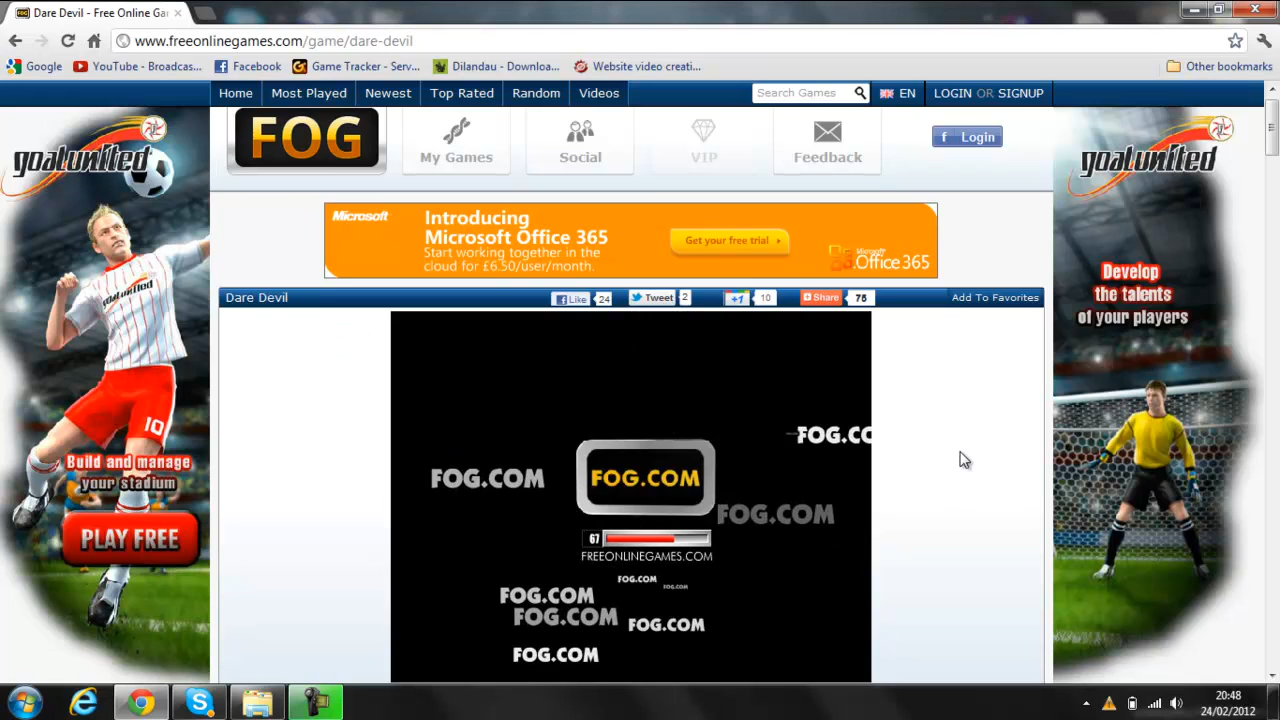 Dare Devil - Free Online Gar
www.freeonlinegames.com/game/dare-devil
Google YouTube - Broadcas... Facebook Game Tracker - Serv... Dilandau - Downloa... Website video creati... Other bookmarks
Home Most Played Newest Top Rated Random Videos Search Games EN LOGIN OR SIGNUP
FOG My Games Social VIP Feedback f Login
goalunited
goalunited
Microsoft Introducing
Microsoft Office 365
Start working together in the
cloud for £6.50/user/month.
Get your free trial
Microsoft
Office 365
Dare Devil Like 24 Tweet 2 +1 10 Share 75 Add To Favorites
goalunited
10
Build and manage
your stadium
PLAY FREE
Develop
the talents
of your players
FOG.CO
FOG.COM
FOG.COM
FOG.COM
67
FREEONLINEGAMES.COM
FOG.COM
FOG.COM
FOG.COM
FOG.COM
FOG.COM
FOG.COM
20:48
24/02/2012